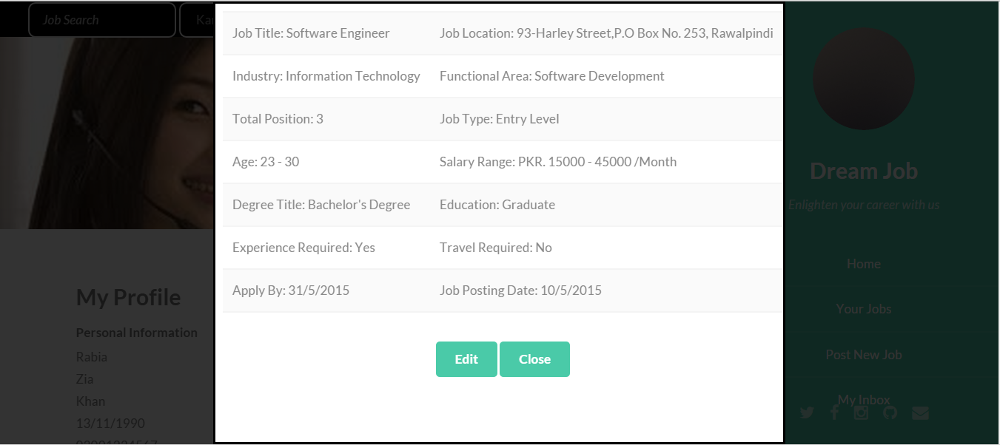 Job Search
Job Title: Software Engineer
Job Location: 93-Harley Street,P.O Box No. 253, Rawalpindi
Industry: Information Technology
Functional Area: Software Development
Total Position: 3
Job Type: Entry Level
Age: 23 - 30
Salary Range: PKR. 15000 - 45000 /Month
Degree Title: Bachelor's Degree
Education: Graduate
Experience Required: Yes
Travel Required: No
Apply By: 31/5/2015
Job Posting Date: 10/5/2015
Edit
Close
My Profile
Personal Information
Rabia
Zia
Khan
13/11/1990
Dream Job
Enlighten your career with us
Home
Your Jobs
Post New Job
My Inbox